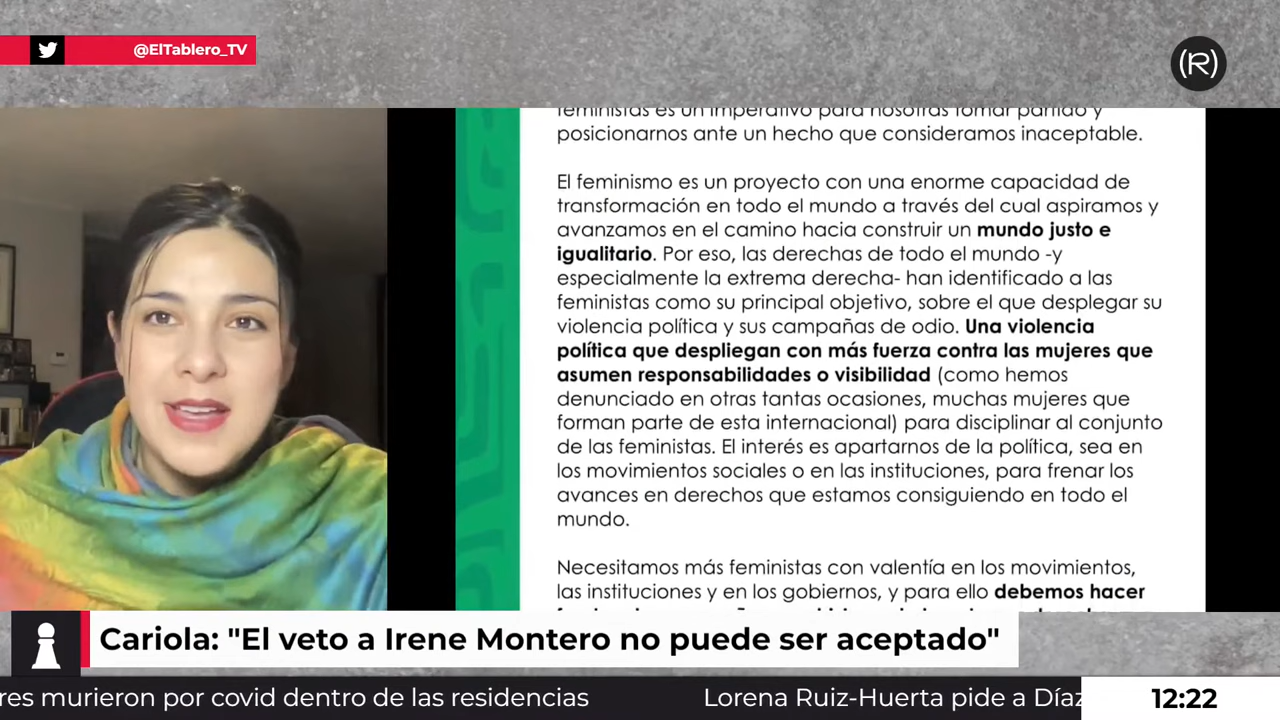 @ElTablero_TV
(R)
feministas es un imperativo para nosotras tomar partido y
posicionarnos ante un hecho que consideramos inaceptable.
El feminismo es un proyecto con una enorme capacidad de
transformación en todo el mundo a través del cual aspiramos y
avanzamos en el camino hacia construir un mundo justo e
igualitario. Por eso, las derechas de todo el mundo -y
especialmente la extrema derecha- han identificado a las
feministas como su principal objetivo, sobre el que desplegar su
violencia política y sus campañas de odio. Una violencia
política que despliegan con más fuerza contra las mujeres que
asumen responsabilidades o visibilidad (como hemos
denunciado en otras tantas ocasiones, muchas mujeres que
forman parte de esta internacional) para disciplinar al conjunto
de las feministas. El interés es apartarnos de la política, sea en
los movimientos sociales o en las instituciones, para frenar los
avances en derechos que estamos consiguiendo en todo el
mundo.
Necesitamos más feministas con valentía en los movimientos,
las instituciones y en los gobiernos, y para ello debemos hacer
Cariola: "El veto a Irene Montero no puede ser aceptado"
res murieron por covid dentro de las residencias
Lorena Ruiz-Huerta pide a Díaz
12:22